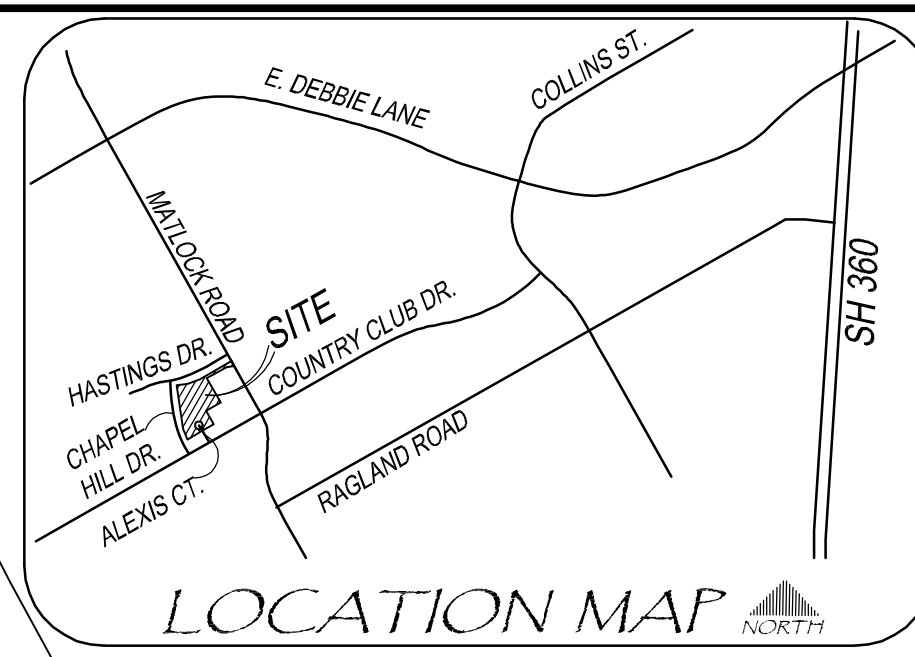 COLLINS ST.
E. DEBBIE LANE
MATLOCK ROAD
SH 360
SITE
COUNTRY CLUB DR.
HASTINGS DR.
CHAPEL
HILL DR.
ALEXIS CT.
RAGLAND ROAD
LOCATION MAP
NORTH